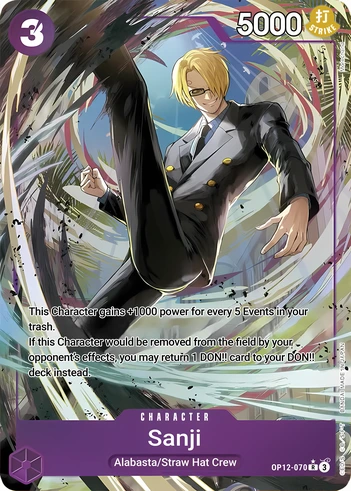 3
5000
打
STRIKE
This Character gains +1000 power for every 5 Events in your
trash.
If this Character would be removed from the field by your
opponent's effects, you may return 1 DON!! card to your DON!!
deck instead.
CHARACTER
Sanji
Alabasta/Straw Hat Crew
OP12-070 R 3